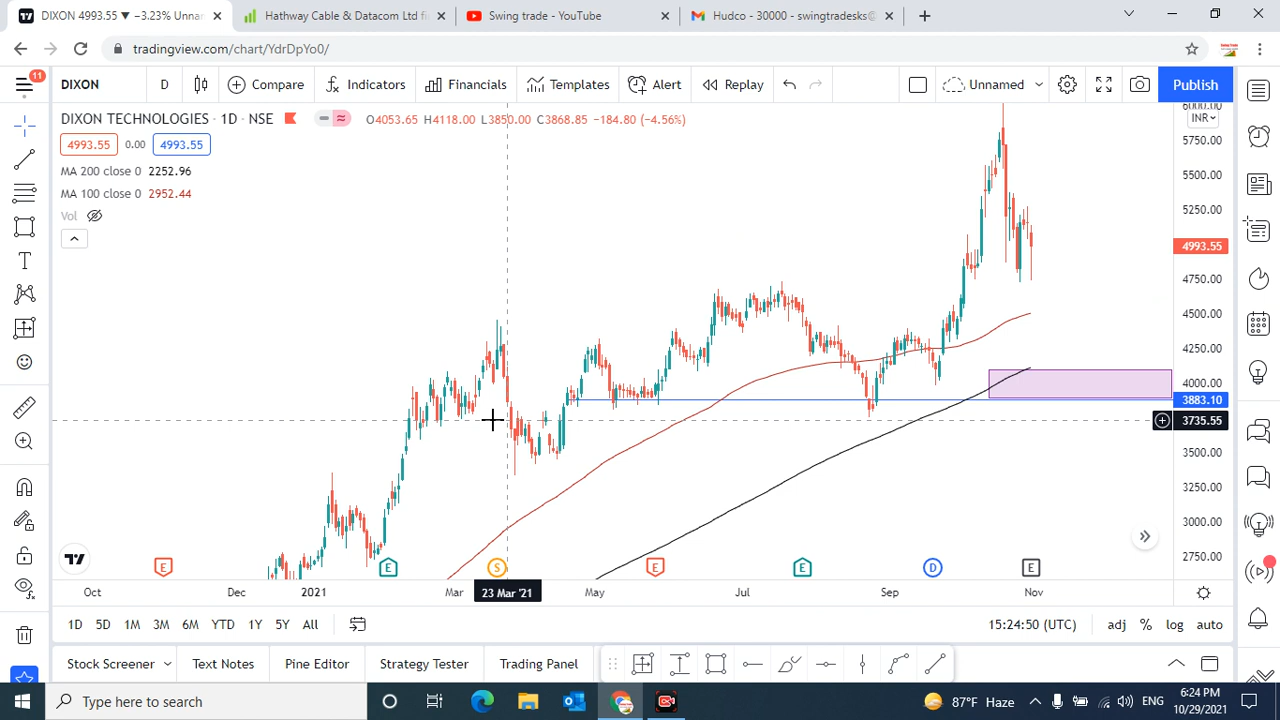 DIXON 4993.55 ▼ −3.23% Unnar
Hathway Cable & Datacom Ltd fi
Swing trade - YouTube
Hudco - 30000 - swingtradesks@
tradingview.com/chart/YdrDpYo0/
11
DIXON
D
Compare
Indicators
Financials
Templates
Alert
Replay
Unnamed
Publish
DIXON TECHNOLOGIES · 1D · NSE
O4053.65 H4118.00 L3850.00 C3868.85 −184.80 (−4.56%)
4993.55 0.00 4993.55
MA 200 close 0 2252.96
MA 100 close 0 2952.44
Vol
6000.00
INR
5750.00
5500.00
5250.00
4993.55
4750.00
4500.00
4250.00
4000.00
3883.10
3735.55
3500.00
3250.00
3000.00
2750.00
E E S E E D E
Oct Dec 2021 Mar 23 Mar '21 May Jul Sep Nov
1D 5D 1M 3M 6M YTD 1Y 5Y All
15:24:50 (UTC) adj % log auto
Stock Screener Text Notes Pine Editor Strategy Tester Trading Panel
Type here to search
87°F Haze
ENG
6:24 PM
10/29/2021